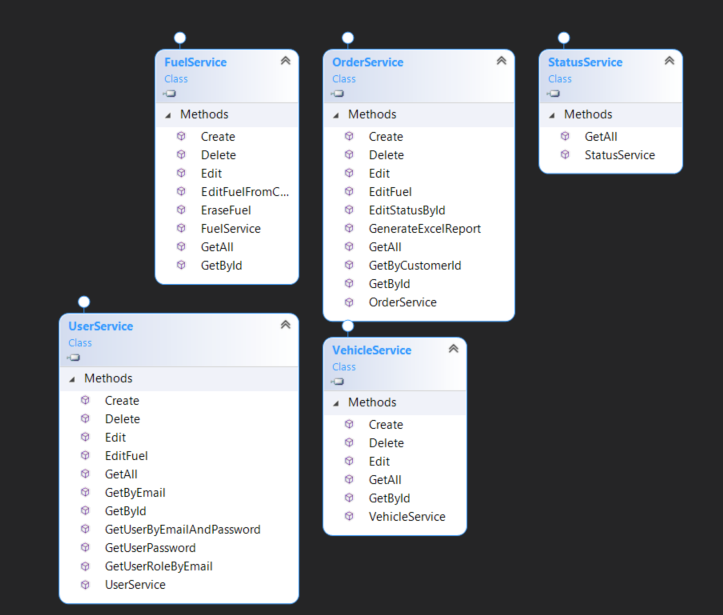 FuelService
Class
Methods
Create
Delete
Edit
EditFuelFromC...
EraseFuel
FuelService
GetAll
GetById
OrderService
Class
Methods
Create
Delete
Edit
EditFuel
EditStatusById
GenerateExcelReport
GetAll
GetByCustomerId
GetById
OrderService
StatusService
Class
Methods
GetAll
StatusService
UserService
Class
Methods
Create
Delete
Edit
EditFuel
GetAll
GetByEmail
GetById
GetUserByEmailAndPassword
GetUserPassword
GetUserRoleByEmail
UserService
VehicleService
Class
Methods
Create
Delete
Edit
GetAll
GetById
VehicleService